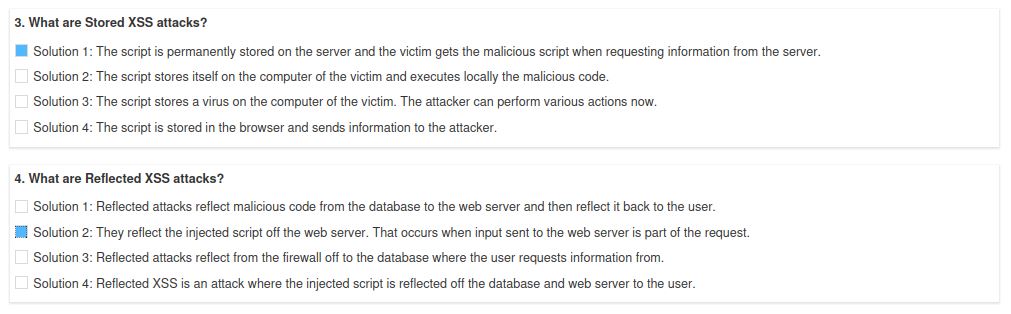 3. What are Stored XSS attacks?
Solution 1: The script is permanently stored on the server and the victim gets the malicious script when requesting information from the server.
Solution 2: The script stores itself on the computer of the victim and executes locally the malicious code.
Solution 3: The script stores a virus on the computer of the victim. The attacker can perform various actions now.
Solution 4: The script is stored in the browser and sends information to the attacker.
4. What are Reflected XSS attacks?
Solution 1: Reflected attacks reflect malicious code from the database to the web server and then reflect it back to the user.
Solution 2: They reflect the injected script off the web server. That occurs when input sent to the web server is part of the request.
Solution 3: Reflected attacks reflect from the firewall off to the database where the user requests information from.
Solution 4: Reflected XSS is an attack where the injected script is reflected off the database and web server to the user.